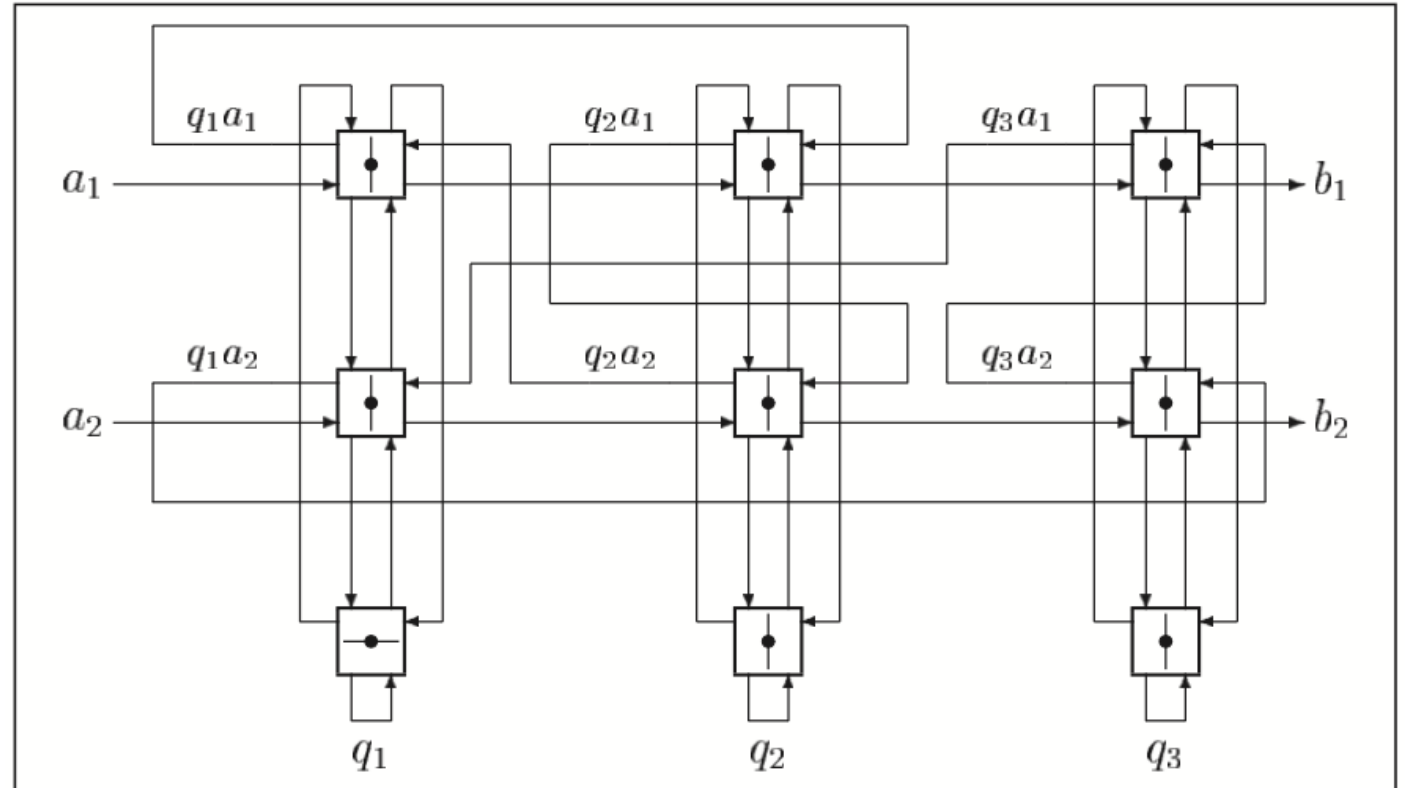 q₁a₁ q₂a₁ q₃a₁
a₁ b₁
q₁a₂ q₂a₂ q₃a₂
a₂ b₂
q₁ q₂ q₃